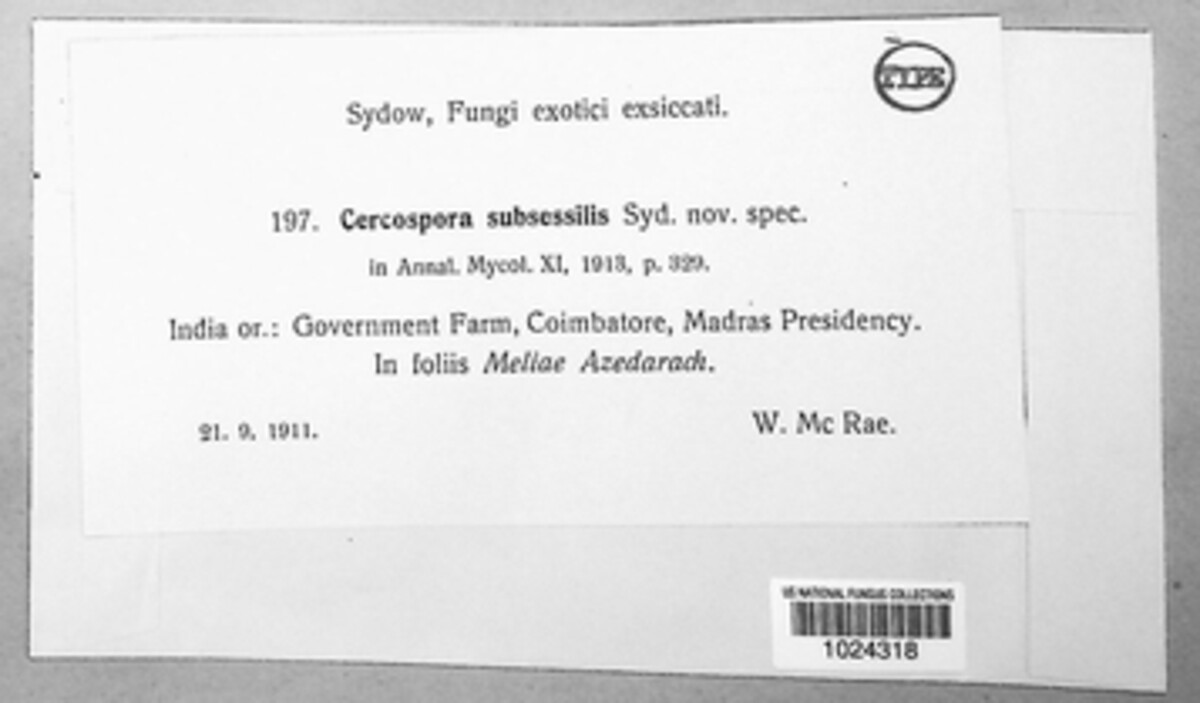 TYPE
Sydow, Fungi exotici exsiccati.
197. Cercospora subsessilis Syd. nov. spec.
in Annal. Mycol. XI, 1913, p. 329.
India or.: Government Farm, Coimbatore, Madras Presidency.
In foliis Meliae Azedarach.
21. 9. 1911. W. Mc Rae.
US NATIONAL FUNGUS COLLECTIONS
1024318